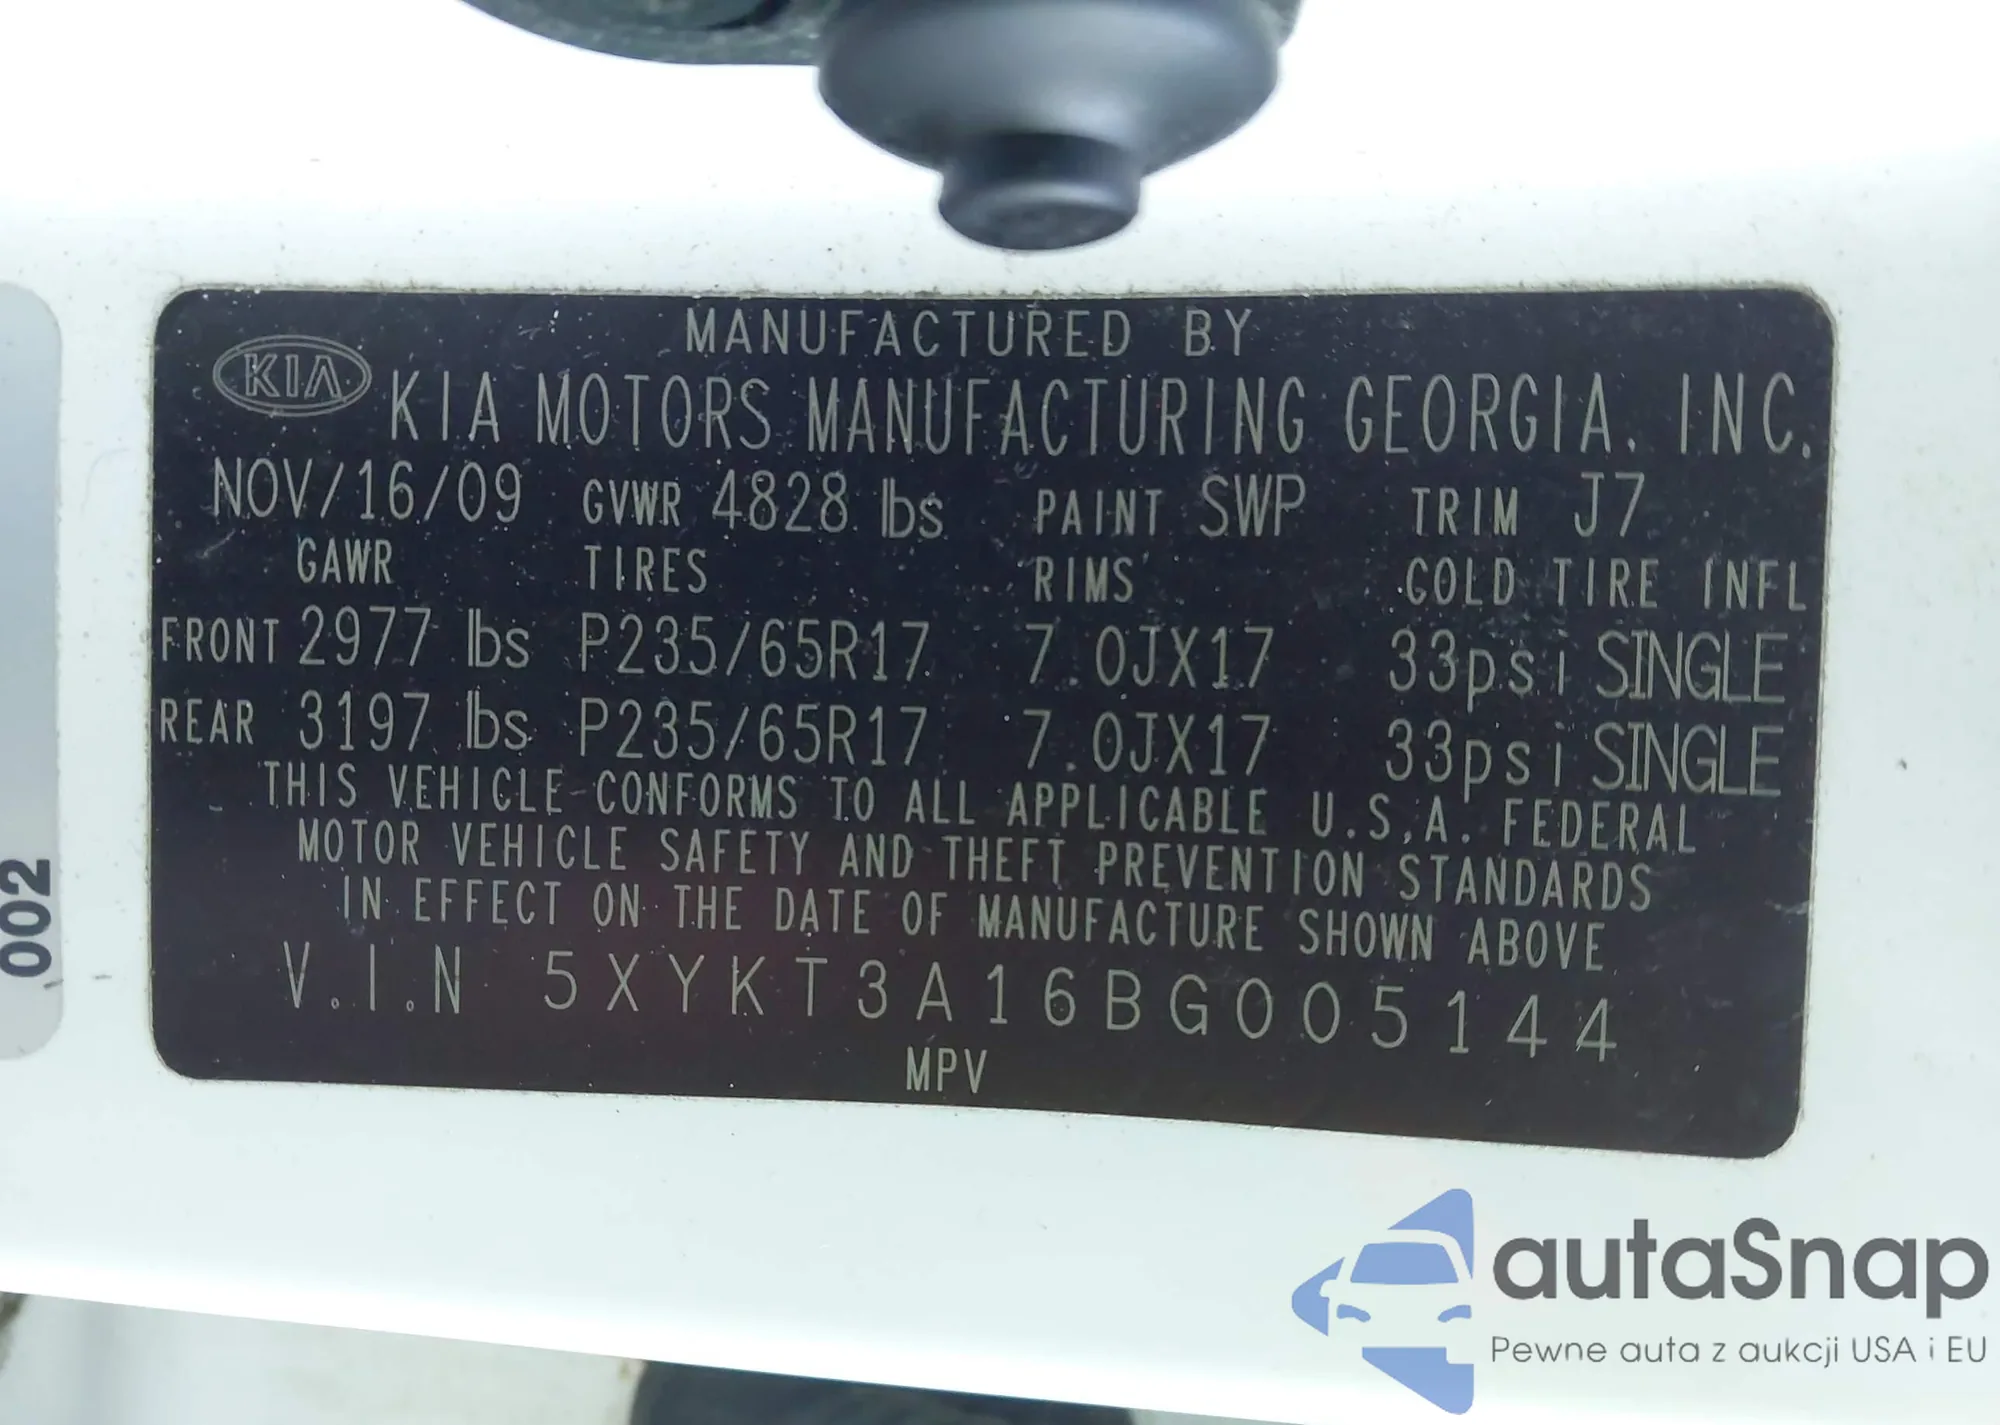 MANUFACTURED BY
KIA KIA MOTORS MANUFACTURING GEORGIA, INC.
NOV/16/09 GVWR 4828 lbs PAINT SWP TRIM J7
GAWR TIRES RIMS COLD TIRE INFL
FRONT 2977 lbs P235/65R17 7.0JX17 33psi SINGLE
REAR 3197 lbs P235/65R17 7.0JX17 33psi SINGLE
THIS VEHICLE CONFORMS TO ALL APPLICABLE U.S.A. FEDERAL
MOTOR VEHICLE SAFETY AND THEFT PREVENTION STANDARDS
IN EFFECT ON THE DATE OF MANUFACTURE SHOWN ABOVE
V.I.N 5XYKT3A16BG005144
MPV
002
autaSnap
Pewne auta z aukcji USA i EU